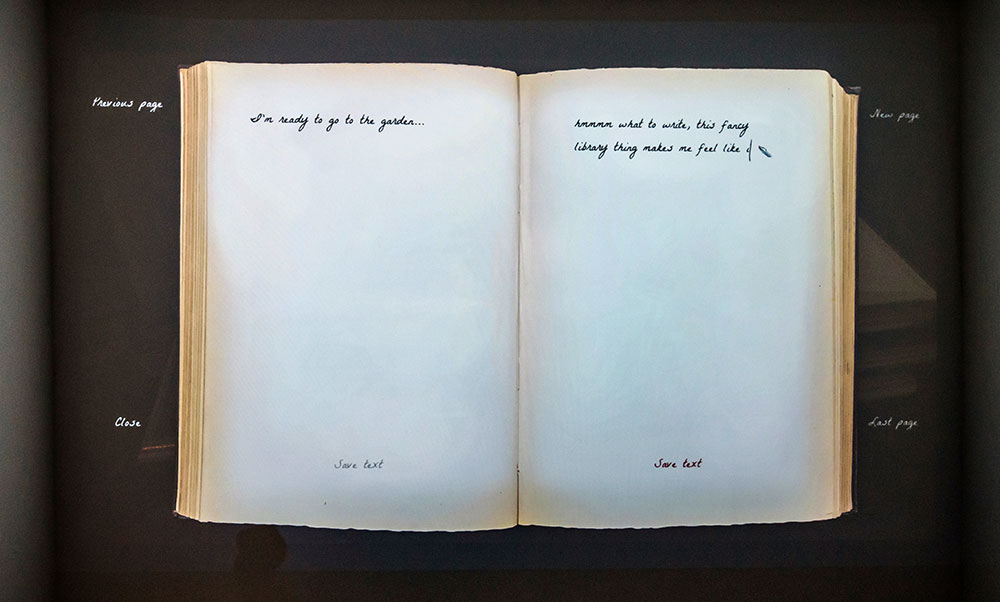 Previous page
I'm ready to go to the garden...
hmmmm what to write, this fancy
library thing makes me feel like
New page
Close
Last page
Save text
Save text